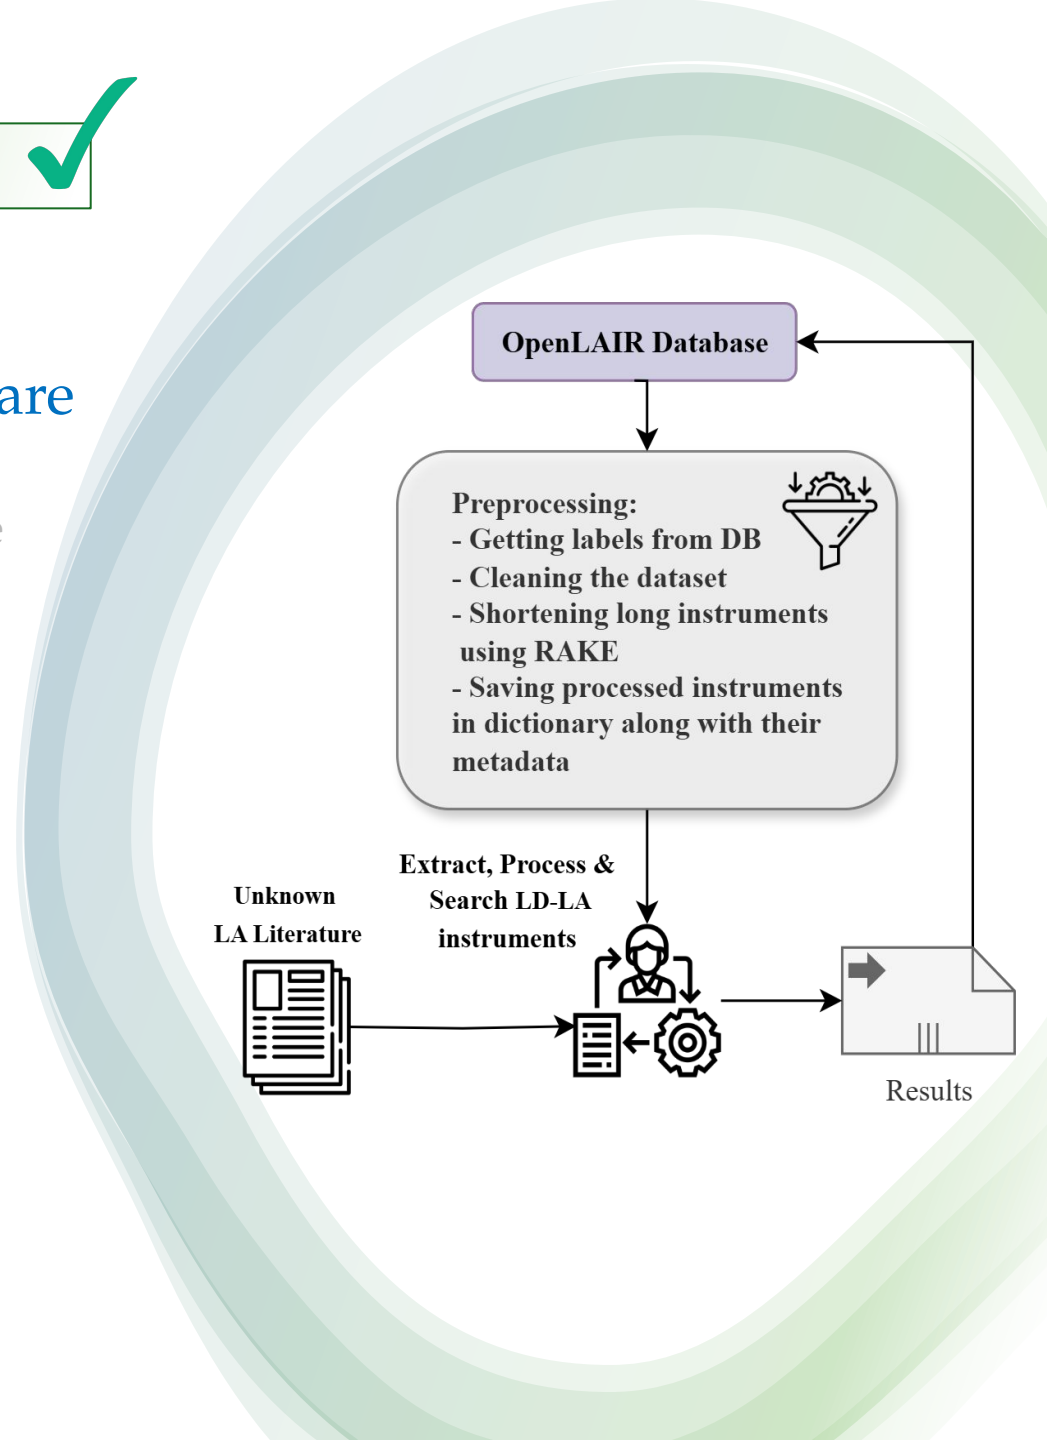 are
e
OpenLAIR Database
Preprocessing:
- Getting labels from DB
- Cleaning the dataset
- Shortening long instruments
using RAKE
- Saving processed instruments
in dictionary along with their
metadata
Extract, Process &
Search LD-LA
instruments
Unknown
LA Literature
Results